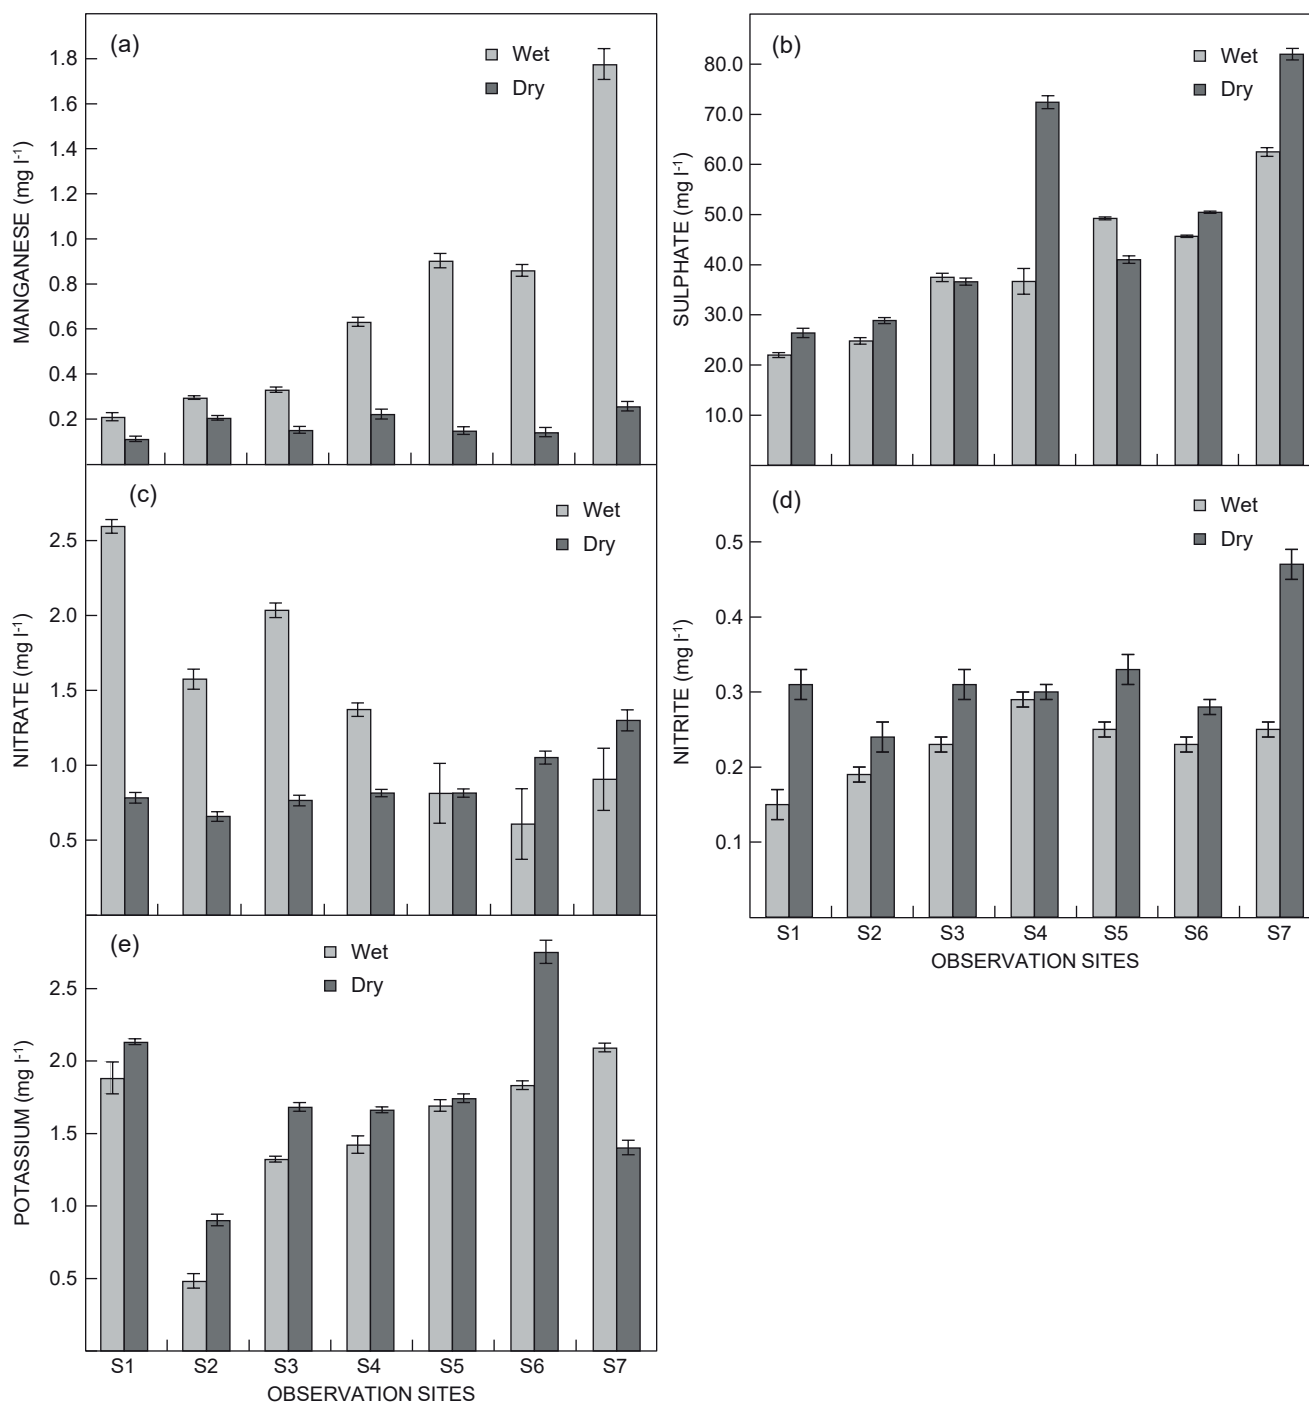 (a)
Wet
Dry
1.8
1.6
1.4
1.2
1.0
0.8
0.6
0.4
0.2
MANGANESE (mg l-1)
(b)
Wet
Dry
80.0
70.0
60.0
50.0
40.0
30.0
20.0
10.0
SULPHATE (mg l-1)
(c)
Wet
Dry
2.5
2.0
1.5
1.0
0.5
NITRATE (mg l-1)
(d)
Wet
Dry
0.5
0.4
0.3
0.2
0.1
NITRITE (mg l-1)
S1 S2 S3 S4 S5 S6 S7
OBSERVATION SITES
(e)
Wet
Dry
2.5
2.0
1.5
1.0
0.5
POTASSIUM (mg l-1)
S1 S2 S3 S4 S5 S6 S7
OBSERVATION SITES